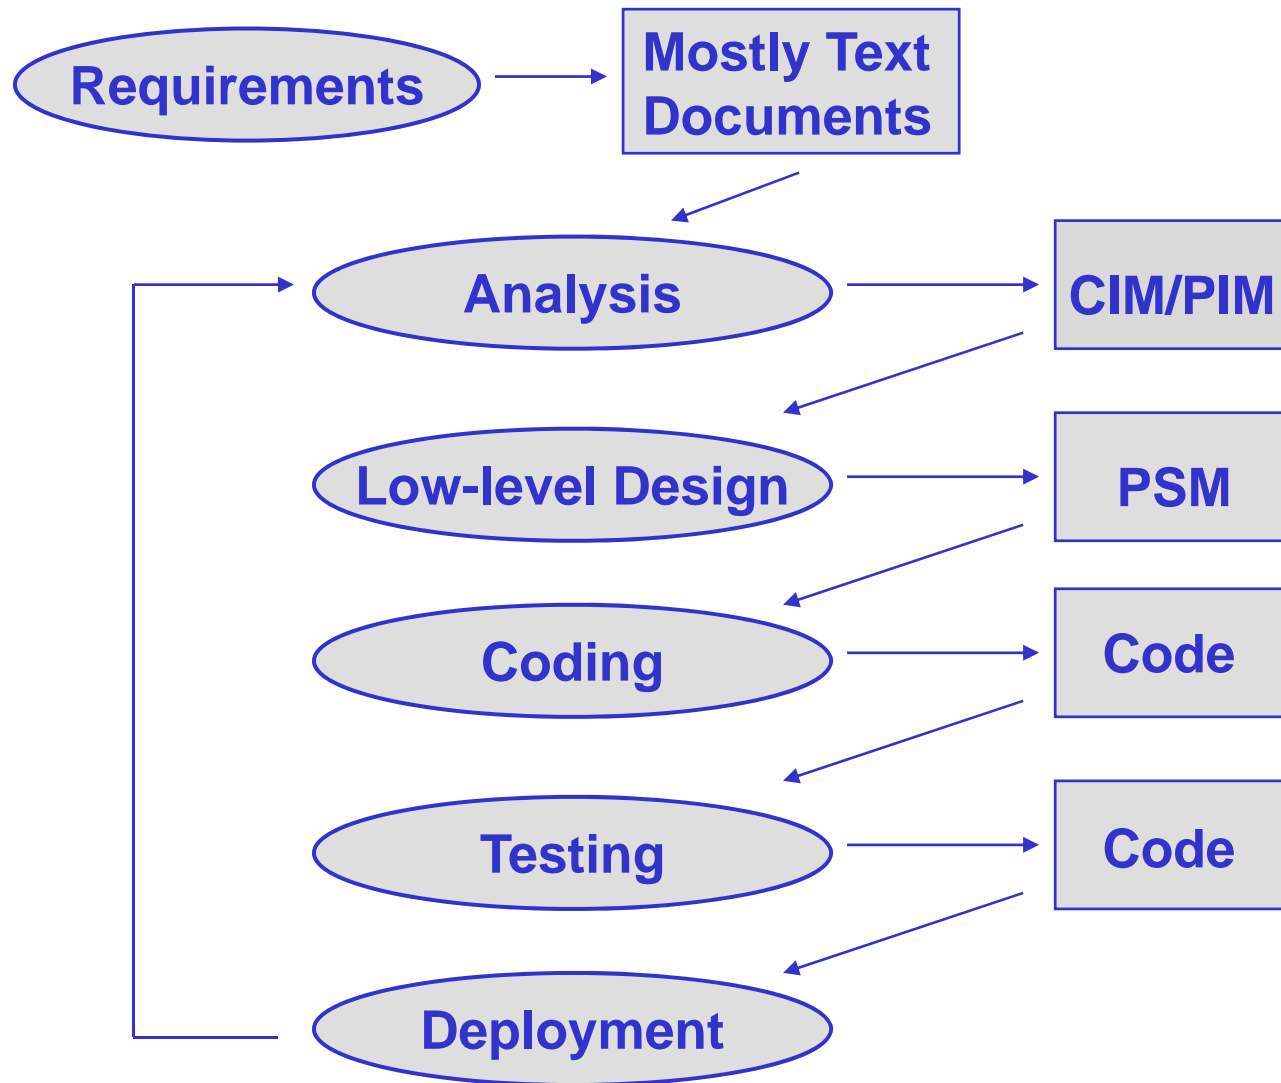 Requirements
Mostly Text
Documents
Analysis
CIM/PIM
Low-level Design
PSM
Coding
Code
Testing
Code
Deployment